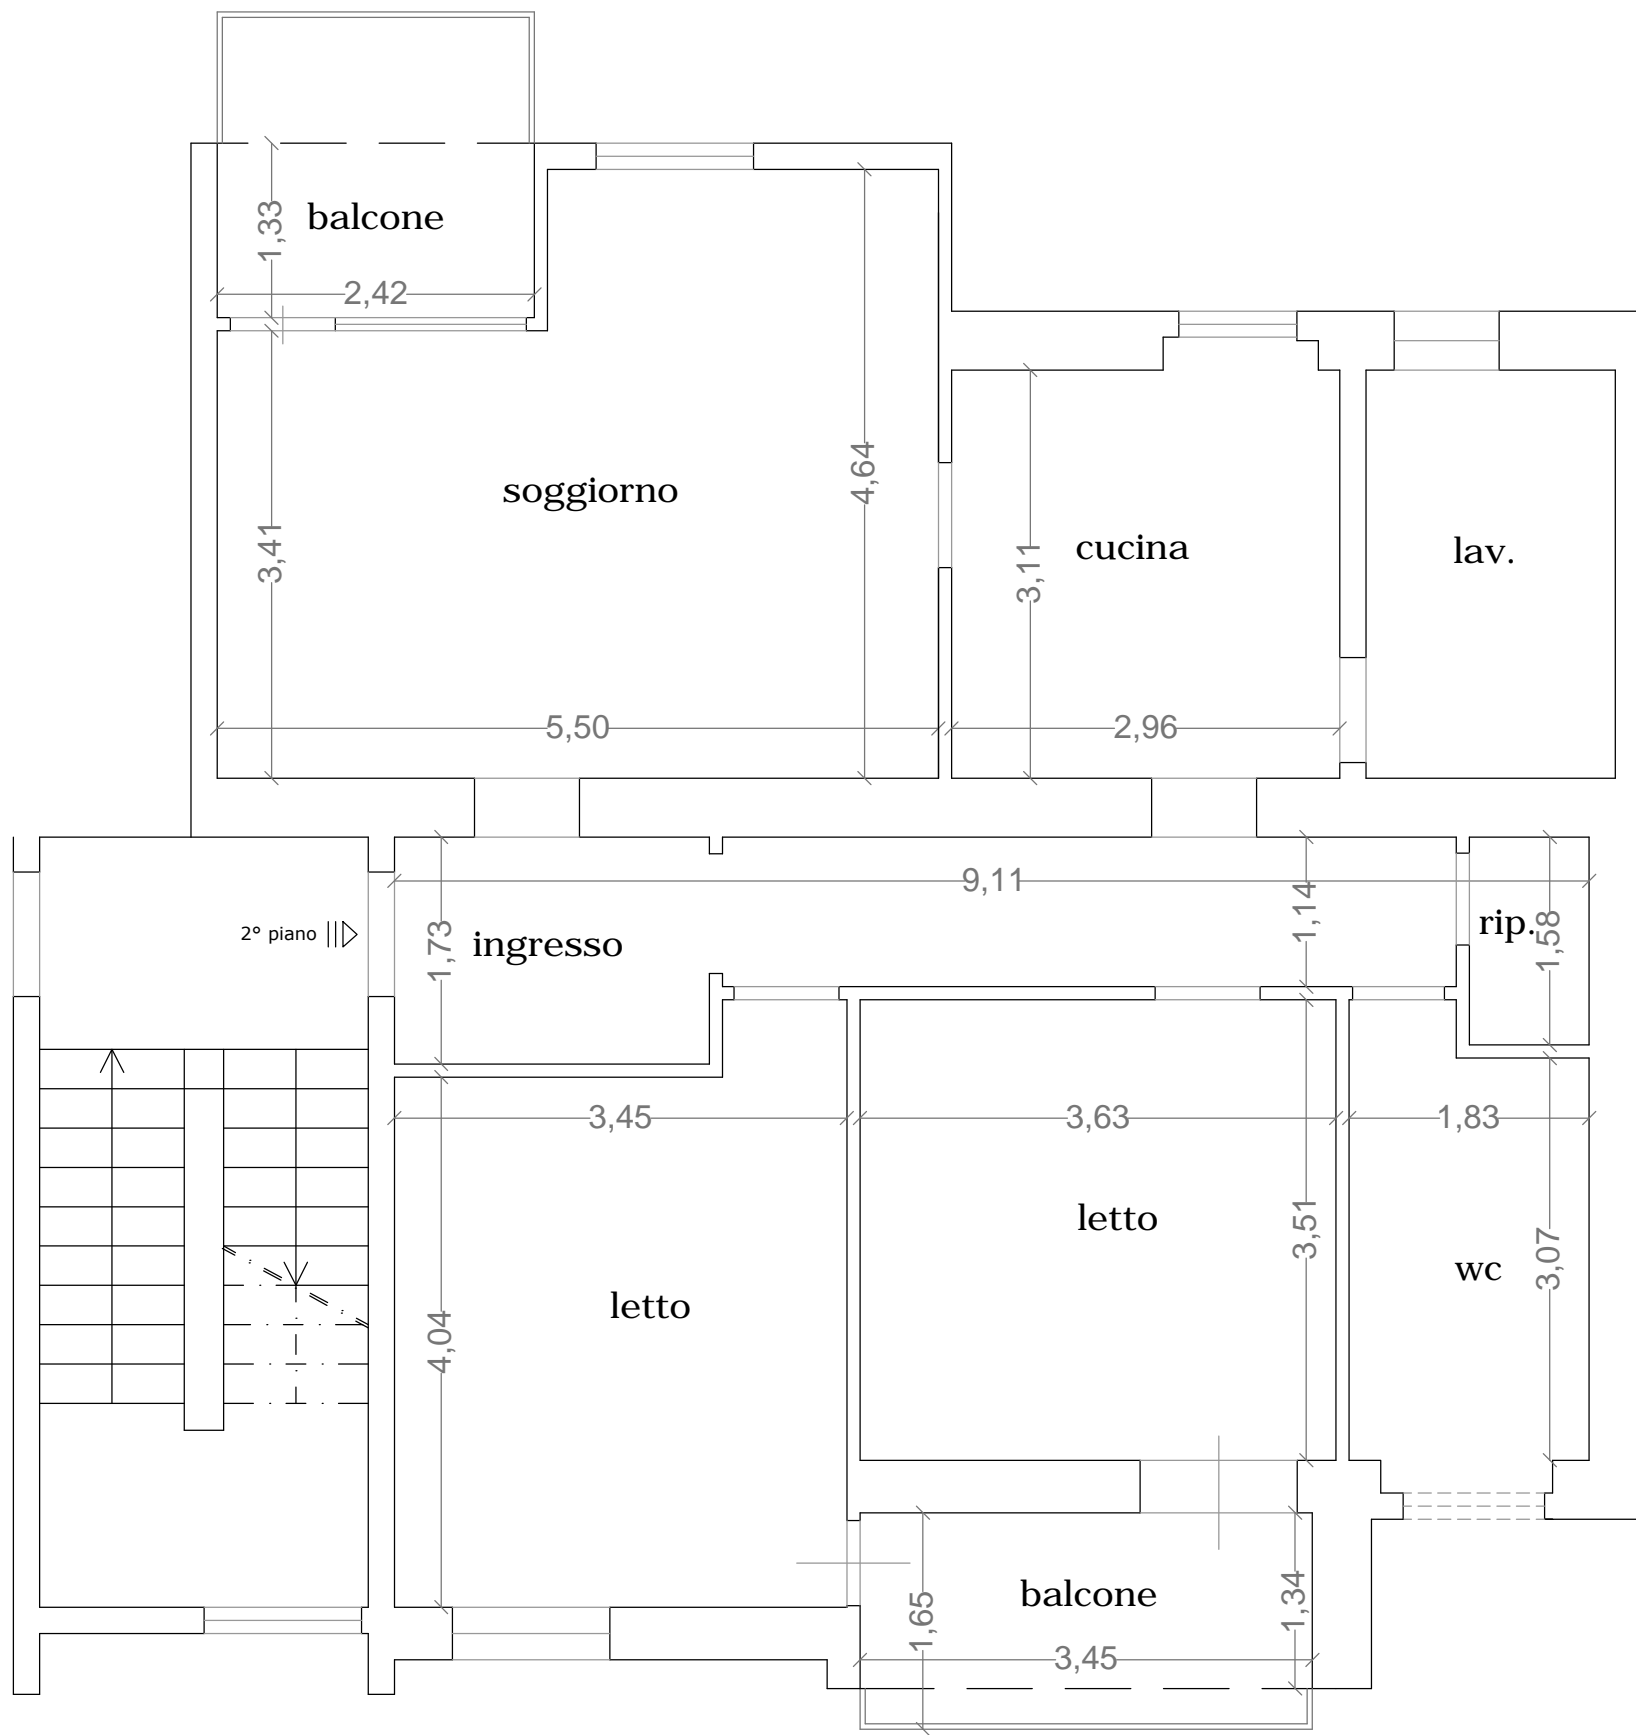 balcone
1,33
2,42
soggiorno
4,64
3,41
cucina
3,11
lav.
5,50
2,96
9,11
1,14
2° piano
1,73
ingresso
rip.
1,58
3,45
3,63
1,83
letto
3,51
wc
3,07
letto
4,04
balcone
1,65
1,34
3,45